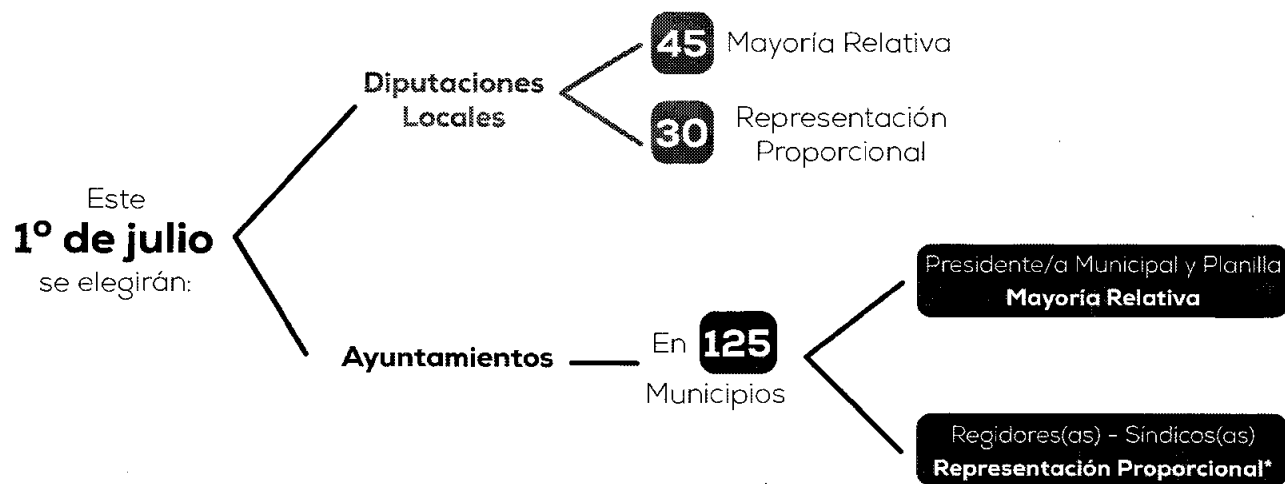 Este
1º de julio
se elegirán:
Diputaciones
Locales
45 Mayoría Relativa
30 Representación
Proporcional
Ayuntamientos
En 125
Municipios
Presidente/a Municipal y Planilla
Mayoría Relativa
Regidores(as) - Síndicos(as)
Representación Proporcional*